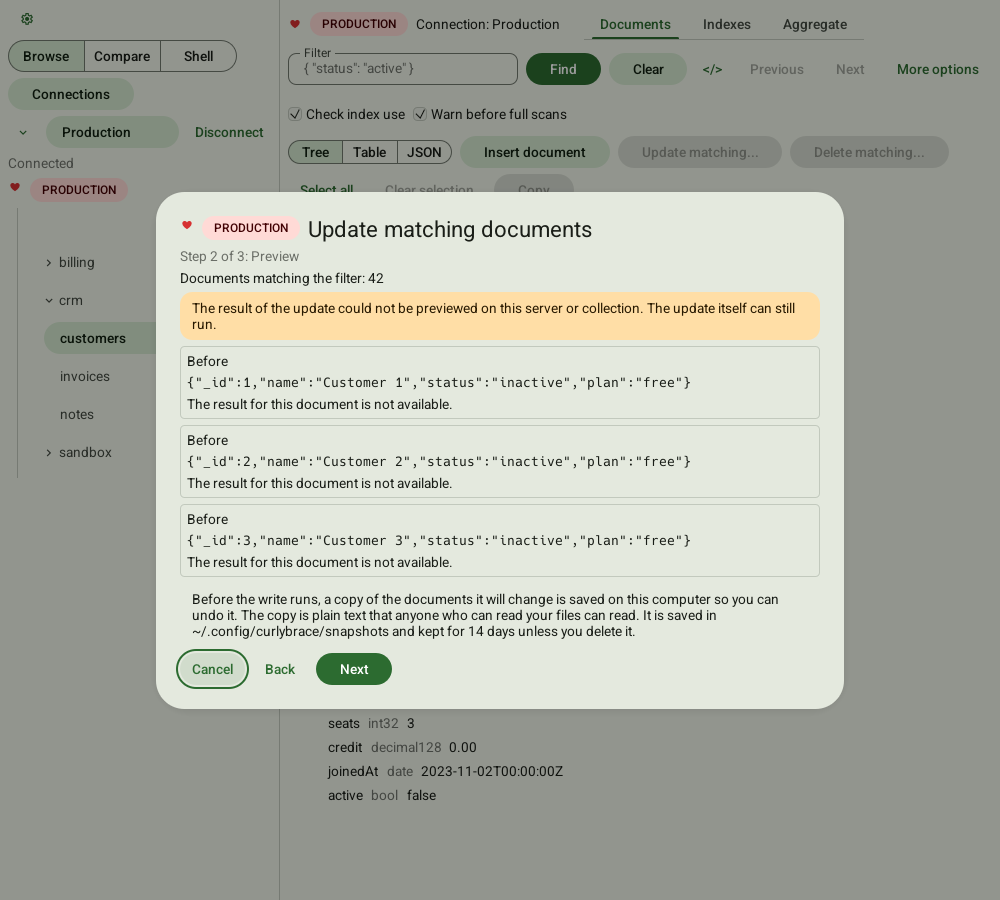 Browse
Compare
Shell
Connections
Production
Disconnect
Connected
PRODUCTION
billing
crm
customers
invoices
notes
sandbox
PRODUCTION
Connection: Production
Documents
Indexes
Aggregate
Filter
{ "status": "active" }
Find
Clear
</>
Previous
Next
More options
Check index use
Warn before full scans
Tree
Table
JSON
Insert document
Update matching...
Delete matching...
Select all
Clear selection
Copy
PRODUCTION
Update matching documents
Step 2 of 3: Preview
Documents matching the filter: 42
The result of the update could not be previewed on this server or collection. The update itself can still
run.
Before
{"_id":1,"name":"Customer 1","status":"inactive","plan":"free"}
The result for this document is not available.
Before
{"_id":2,"name":"Customer 2","status":"inactive","plan":"free"}
The result for this document is not available.
Before
{"_id":3,"name":"Customer 3","status":"inactive","plan":"free"}
The result for this document is not available.
Before the write runs, a copy of the documents it will change is saved on this computer so you can
undo it. The copy is plain text that anyone who can read your files can read. It is saved in
~/.config/curlybrace/snapshots and kept for 14 days unless you delete it.
Cancel
Back
Next
seats int32 3
credit decimal128 0.00
joinedAt date 2023-11-02T00:00:00Z
active bool false